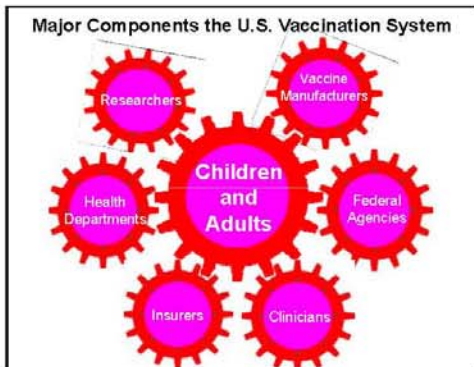 Major Components the U.S. Vaccination System
Researchers
Vaccine
Manufacturers
Children
and
Adults
Health
Departments
Federal
Agencies
Insurers
Clinicians